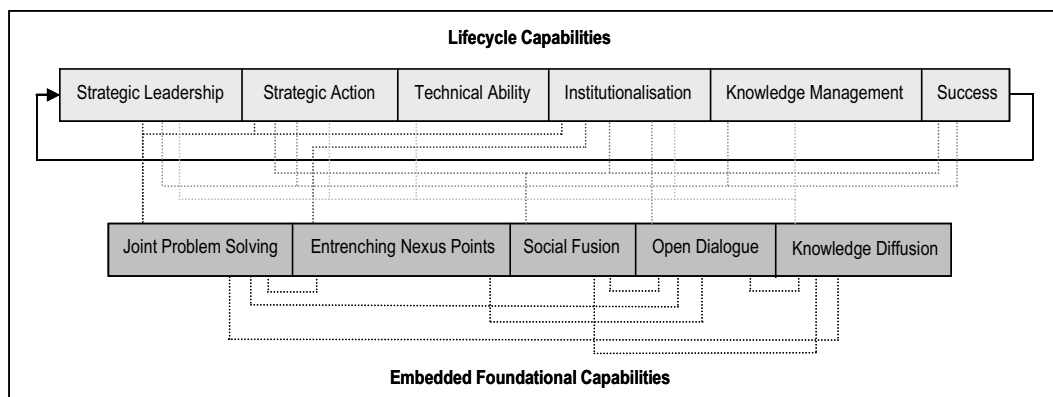 Lifecycle Capabilities
Strategic Leadership Strategic Action Technical Ability Institutionalisation Knowledge Management Success
Joint Problem Solving Entrenching Nexus Points Social Fusion Open Dialogue Knowledge Diffusion
Embedded Foundational Capabilities